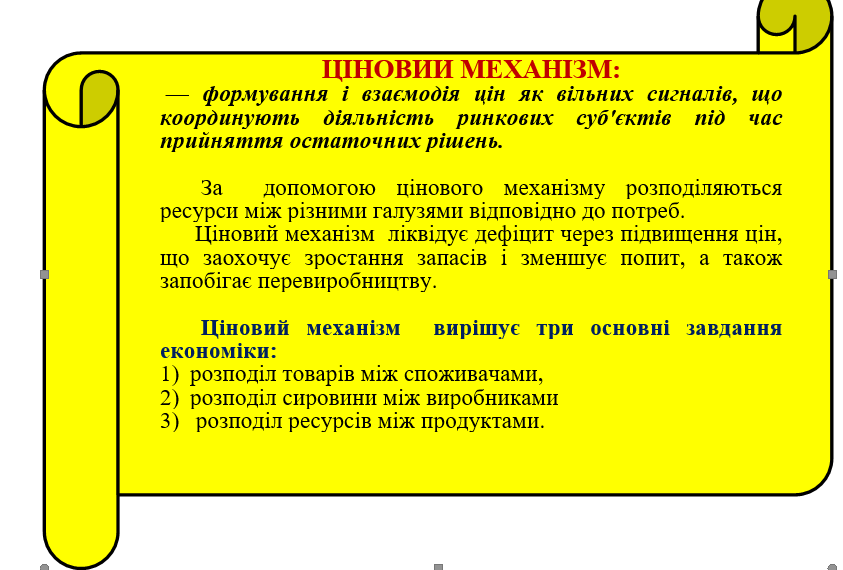 ЦІНОВИЙ МЕХАНІЗМ:
— формування і взаємодія цін як вільних сигналів, що
координують діяльність ринкових суб'єктів під час
прийняття остаточних рішень.
За допомогою цінового механізму розподіляються
ресурси між різними галузями відповідно до потреб.
Ціновий механізм ліквідує дефіцит через підвищення цін,
що заохочує зростання запасів і зменшує попит, а також
запобігає перевиробництву.
Ціновий механізм вирішує три основні завдання
економіки:
1) розподіл товарів між споживачами,
2) розподіл сировини між виробниками
3) розподіл ресурсів між продуктами.